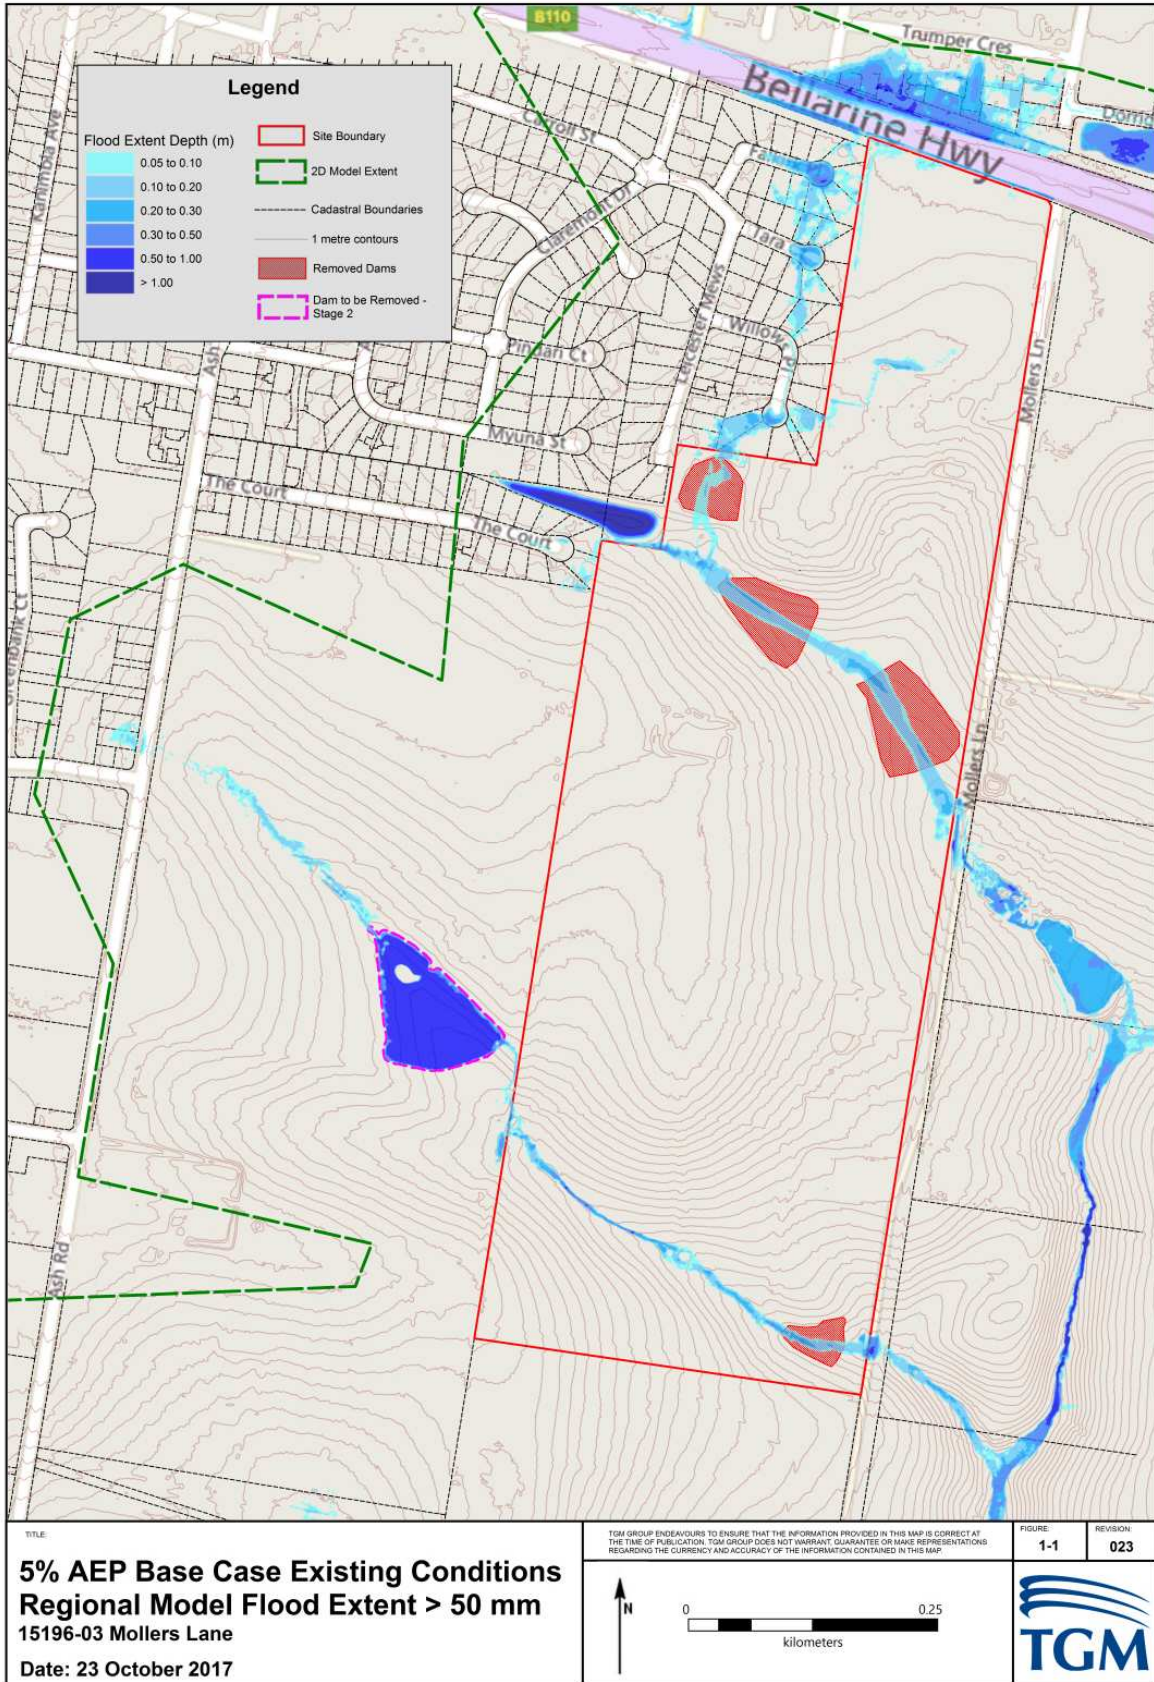 B110
Trumper Cres
Bellarine Hwy
Legend
Flood Extent Depth (m)
0.05 to 0.10
0.10 to 0.20
0.20 to 0.30
0.30 to 0.50
0.50 to 1.00
> 1.00
Site Boundary
2D Model Extent
Cadastral Boundaries
1 metre contours
Removed Dams
Dam to be Removed -
Stage 2
Kanimbia Ave
Carroll St
Claremont Dr
Tara
Leicester Mews
Willow
Pindari Ct
Ash
Myuna St
Mollers Ln
The Court
The Court
Greenbank Ct
Mollers Ln
Ash Rd
TITLE:
5% AEP Base Case Existing Conditions
Regional Model Flood Extent > 50 mm
15196-03 Mollers Lane
Date: 23 October 2017
TGM GROUP ENDEAVOURS TO ENSURE THAT THE INFORMATION PROVIDED IN THIS MAP IS CORRECT AT
THE TIME OF PUBLICATION. TGM GROUP DOES NOT WARRANT, GUARANTEE OR MAKE REPRESENTATIONS
REGARDING THE CURRENCY AND ACCURACY OF THE INFORMATION CONTAINED IN THIS MAP.
N
0 0.25
kilometers
FIGURE:
1-1
REVISION:
023
TGM